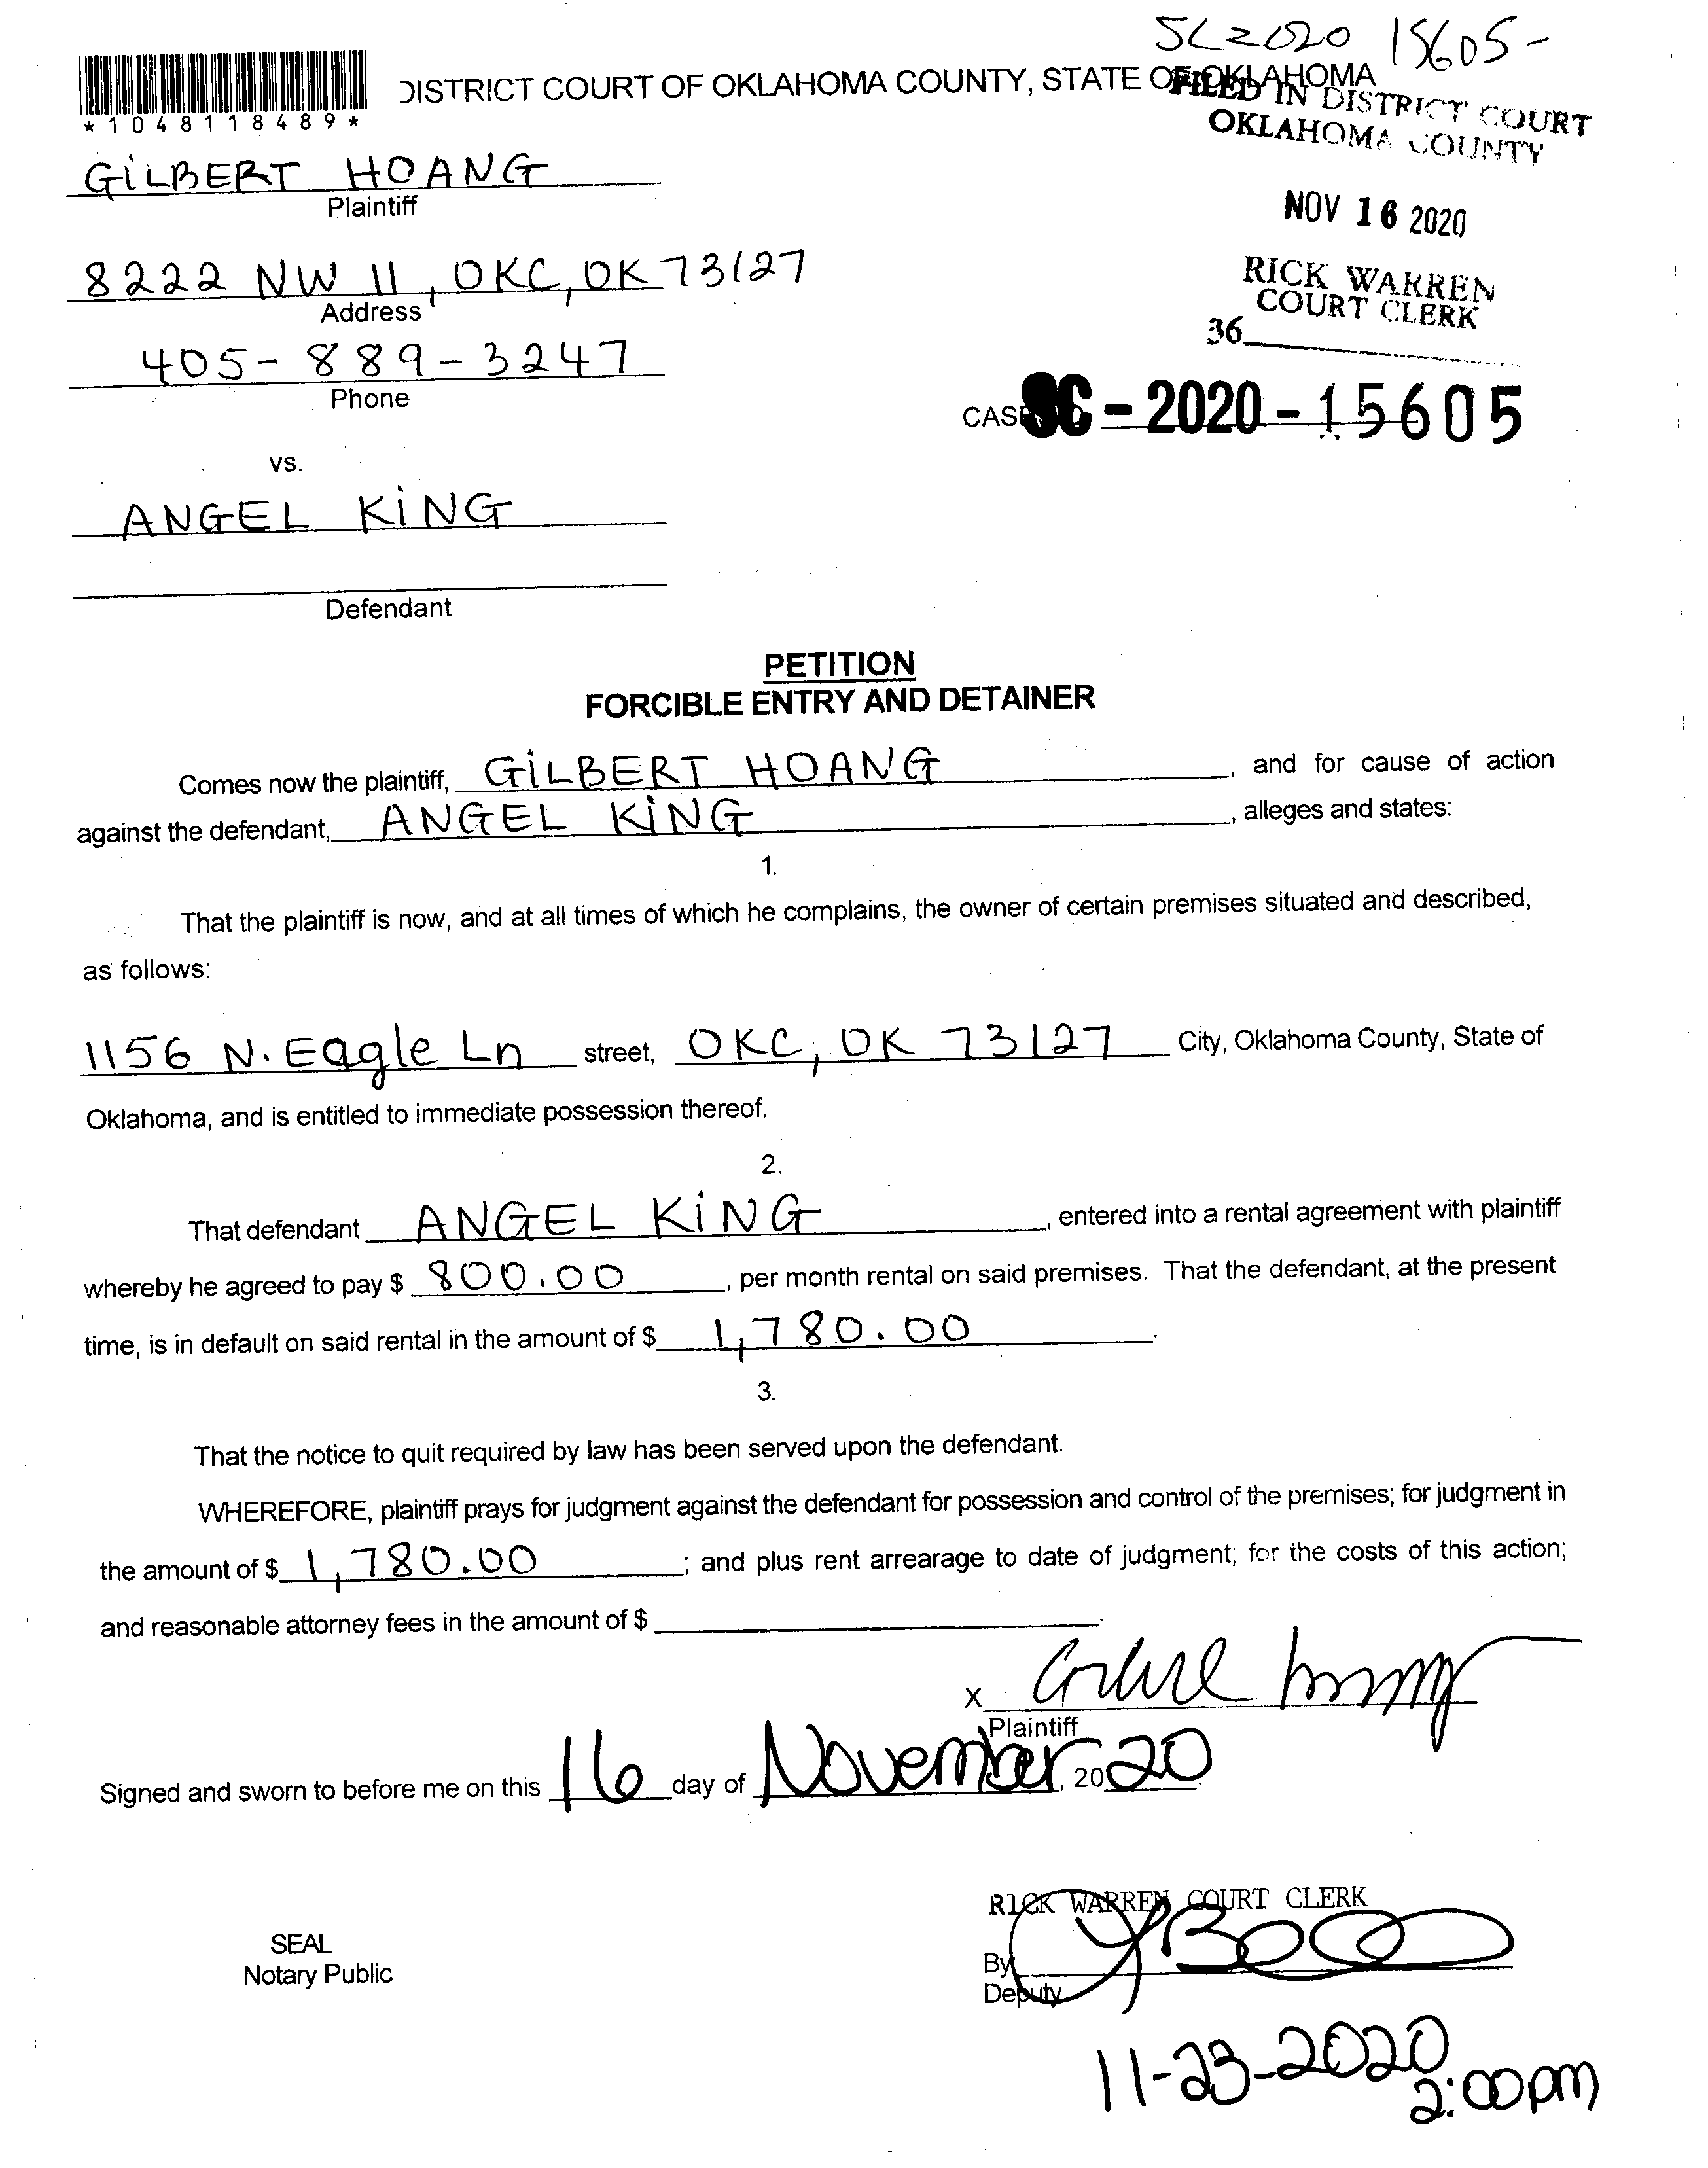 SC2020 15605-
DISTRICT COURT OF OKLAHOMA COUNTY, STATE OF OKLAHOMA
*1048118489*
FILED IN DISTRICT COURT
OKLAHOMA COUNTY
GILBERT HOANG
Plaintiff
NOV 16 2020
8222 NW 11, OKC, OK 73127
Address
RICK WARREN
COURT CLERK
36
405-889-3247
Phone
CASE SC-2020-15605
vs.
ANGEL KING
Defendant
PETITION
FORCIBLE ENTRY AND DETAINER
Comes now the plaintiff, GILBERT HOANG, and for cause of action
against the defendant, ANGEL KING, alleges and states:
1.
That the plaintiff is now, and at all times of which he complains, the owner of certain premises situated and described,
as follows:
1156 N. Eagle Ln street, OKC, OK 73127 City, Oklahoma County, State of
Oklahoma, and is entitled to immediate possession thereof.
2.
That defendant ANGEL KING, entered into a rental agreement with plaintiff
whereby he agreed to pay $ 800.00, per month rental on said premises. That the defendant, at the present
time, is in default on said rental in the amount of $ 1,780.00.
3.
That the notice to quit required by law has been served upon the defendant.
WHEREFORE, plaintiff prays for judgment against the defendant for possession and control of the premises; for judgment in
the amount of $ 1,780.00; and plus rent arrearage to date of judgment; for the costs of this action;
and reasonable attorney fees in the amount of $ .
X
Plaintiff
Signed and sworn to before me on this 16 day of November, 2020.
RICK WARREN COURT CLERK
SEAL
Notary Public
By
Deputy
11-23-2020
2:00pm